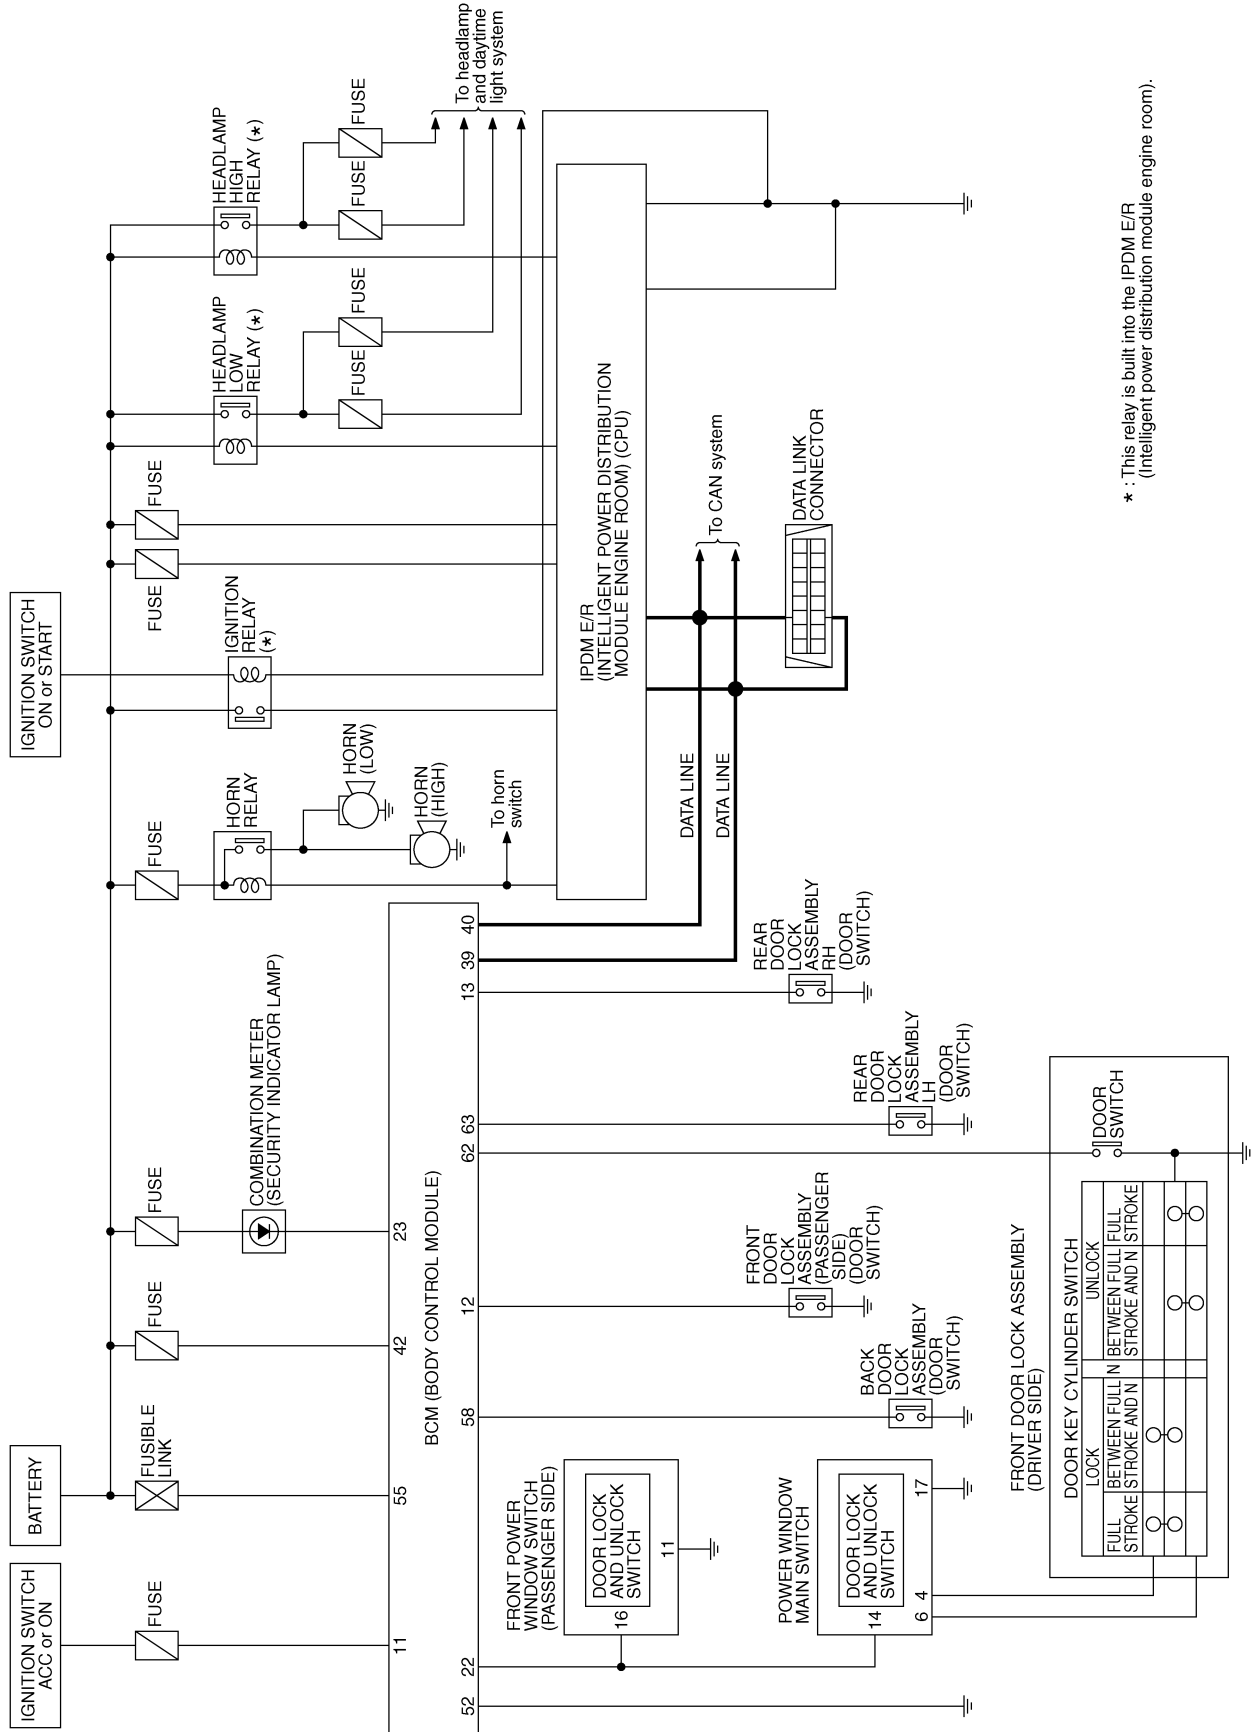 IGNITION SWITCH
ACC or ON
BATTERY
IGNITION SWITCH
ON or START
FUSE
FUSIBLE
LINK
FUSE
FUSE
FUSE
FUSE
FUSE
COMBINATION METER
(SECURITY INDICATOR LAMP)
HORN
RELAY
IGNITION
RELAY
(*)
HEADLAMP
LOW
RELAY (*)
HEADLAMP
HIGH
RELAY (*)
HORN
(LOW)
HORN
(HIGH)
FUSE
FUSE
FUSE
FUSE
To headlamp
and daytime
light system
To horn
switch
11
55
42
23
BCM (BODY CONTROL MODULE)
52
22
58
12
62
63
13
39
40
IPDM E/R
(INTELLIGENT POWER DISTRIBUTION
MODULE ENGINE ROOM) (CPU)
FRONT POWER
WINDOW SWITCH
(PASSENGER SIDE)
DOOR LOCK
AND UNLOCK
SWITCH
16
11
DATA LINE
DATA LINE
To CAN system
DATA LINK
CONNECTOR
POWER WINDOW
MAIN SWITCH
DOOR LOCK
AND UNLOCK
SWITCH
14
17
6
4
BACK
DOOR
LOCK
ASSEMBLY
(DOOR
SWITCH)
FRONT
DOOR
LOCK
ASSEMBLY
(PASSENGER
SIDE)
(DOOR
SWITCH)
REAR
DOOR
LOCK
ASSEMBLY
LH
(DOOR
SWITCH)
REAR
DOOR
LOCK
ASSEMBLY
RH
(DOOR
SWITCH)
FRONT DOOR LOCK ASSEMBLY
(DRIVER SIDE)
DOOR KEY CYLINDER SWITCH
LOCK
UNLOCK
FULL
STROKE
BETWEEN FULL
STROKE AND N
N
BETWEEN FULL
STROKE AND N
FULL
STROKE
DOOR
SWITCH
* : This relay is built into the IPDM E/R
(Intelligent power distribution module engine room).